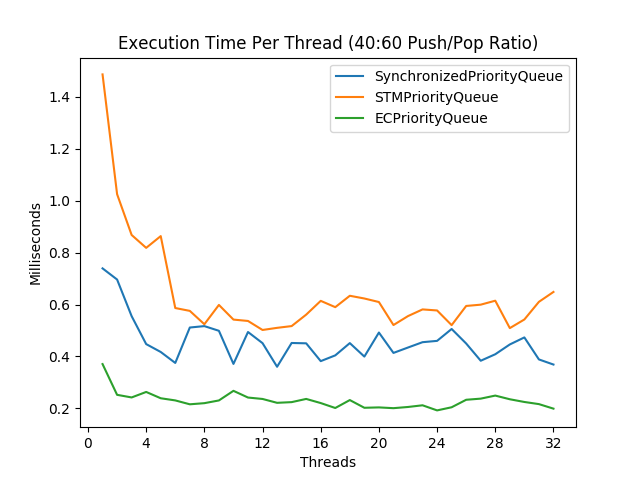 Execution Time Per Thread (40:60 Push/Pop Ratio)
SynchronizedPriorityQueue
STMPriorityQueue
ECPriorityQueue
Milliseconds
1.4
1.2
1.0
0.8
0.6
0.4
0.2
0 4 8 12 16 20 24 28 32
Threads